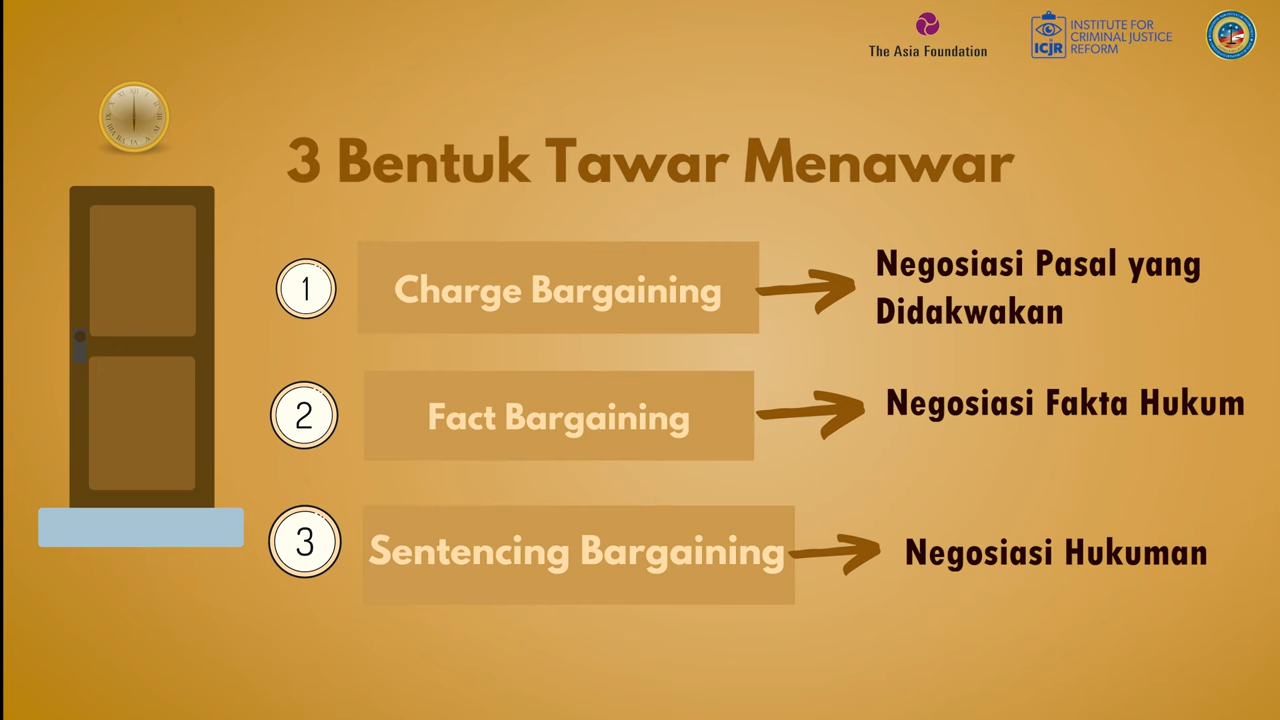 The Asia Foundation
ICJR
INSTITUTE FOR
CRIMINAL JUSTICE
REFORM
3 Bentuk Tawar Menawar
1
Charge Bargaining
Negosiasi Pasal yang
Didakwakan
2
Fact Bargaining
Negosiasi Fakta Hukum
3
Sentencing Bargaining
Negosiasi Hukuman